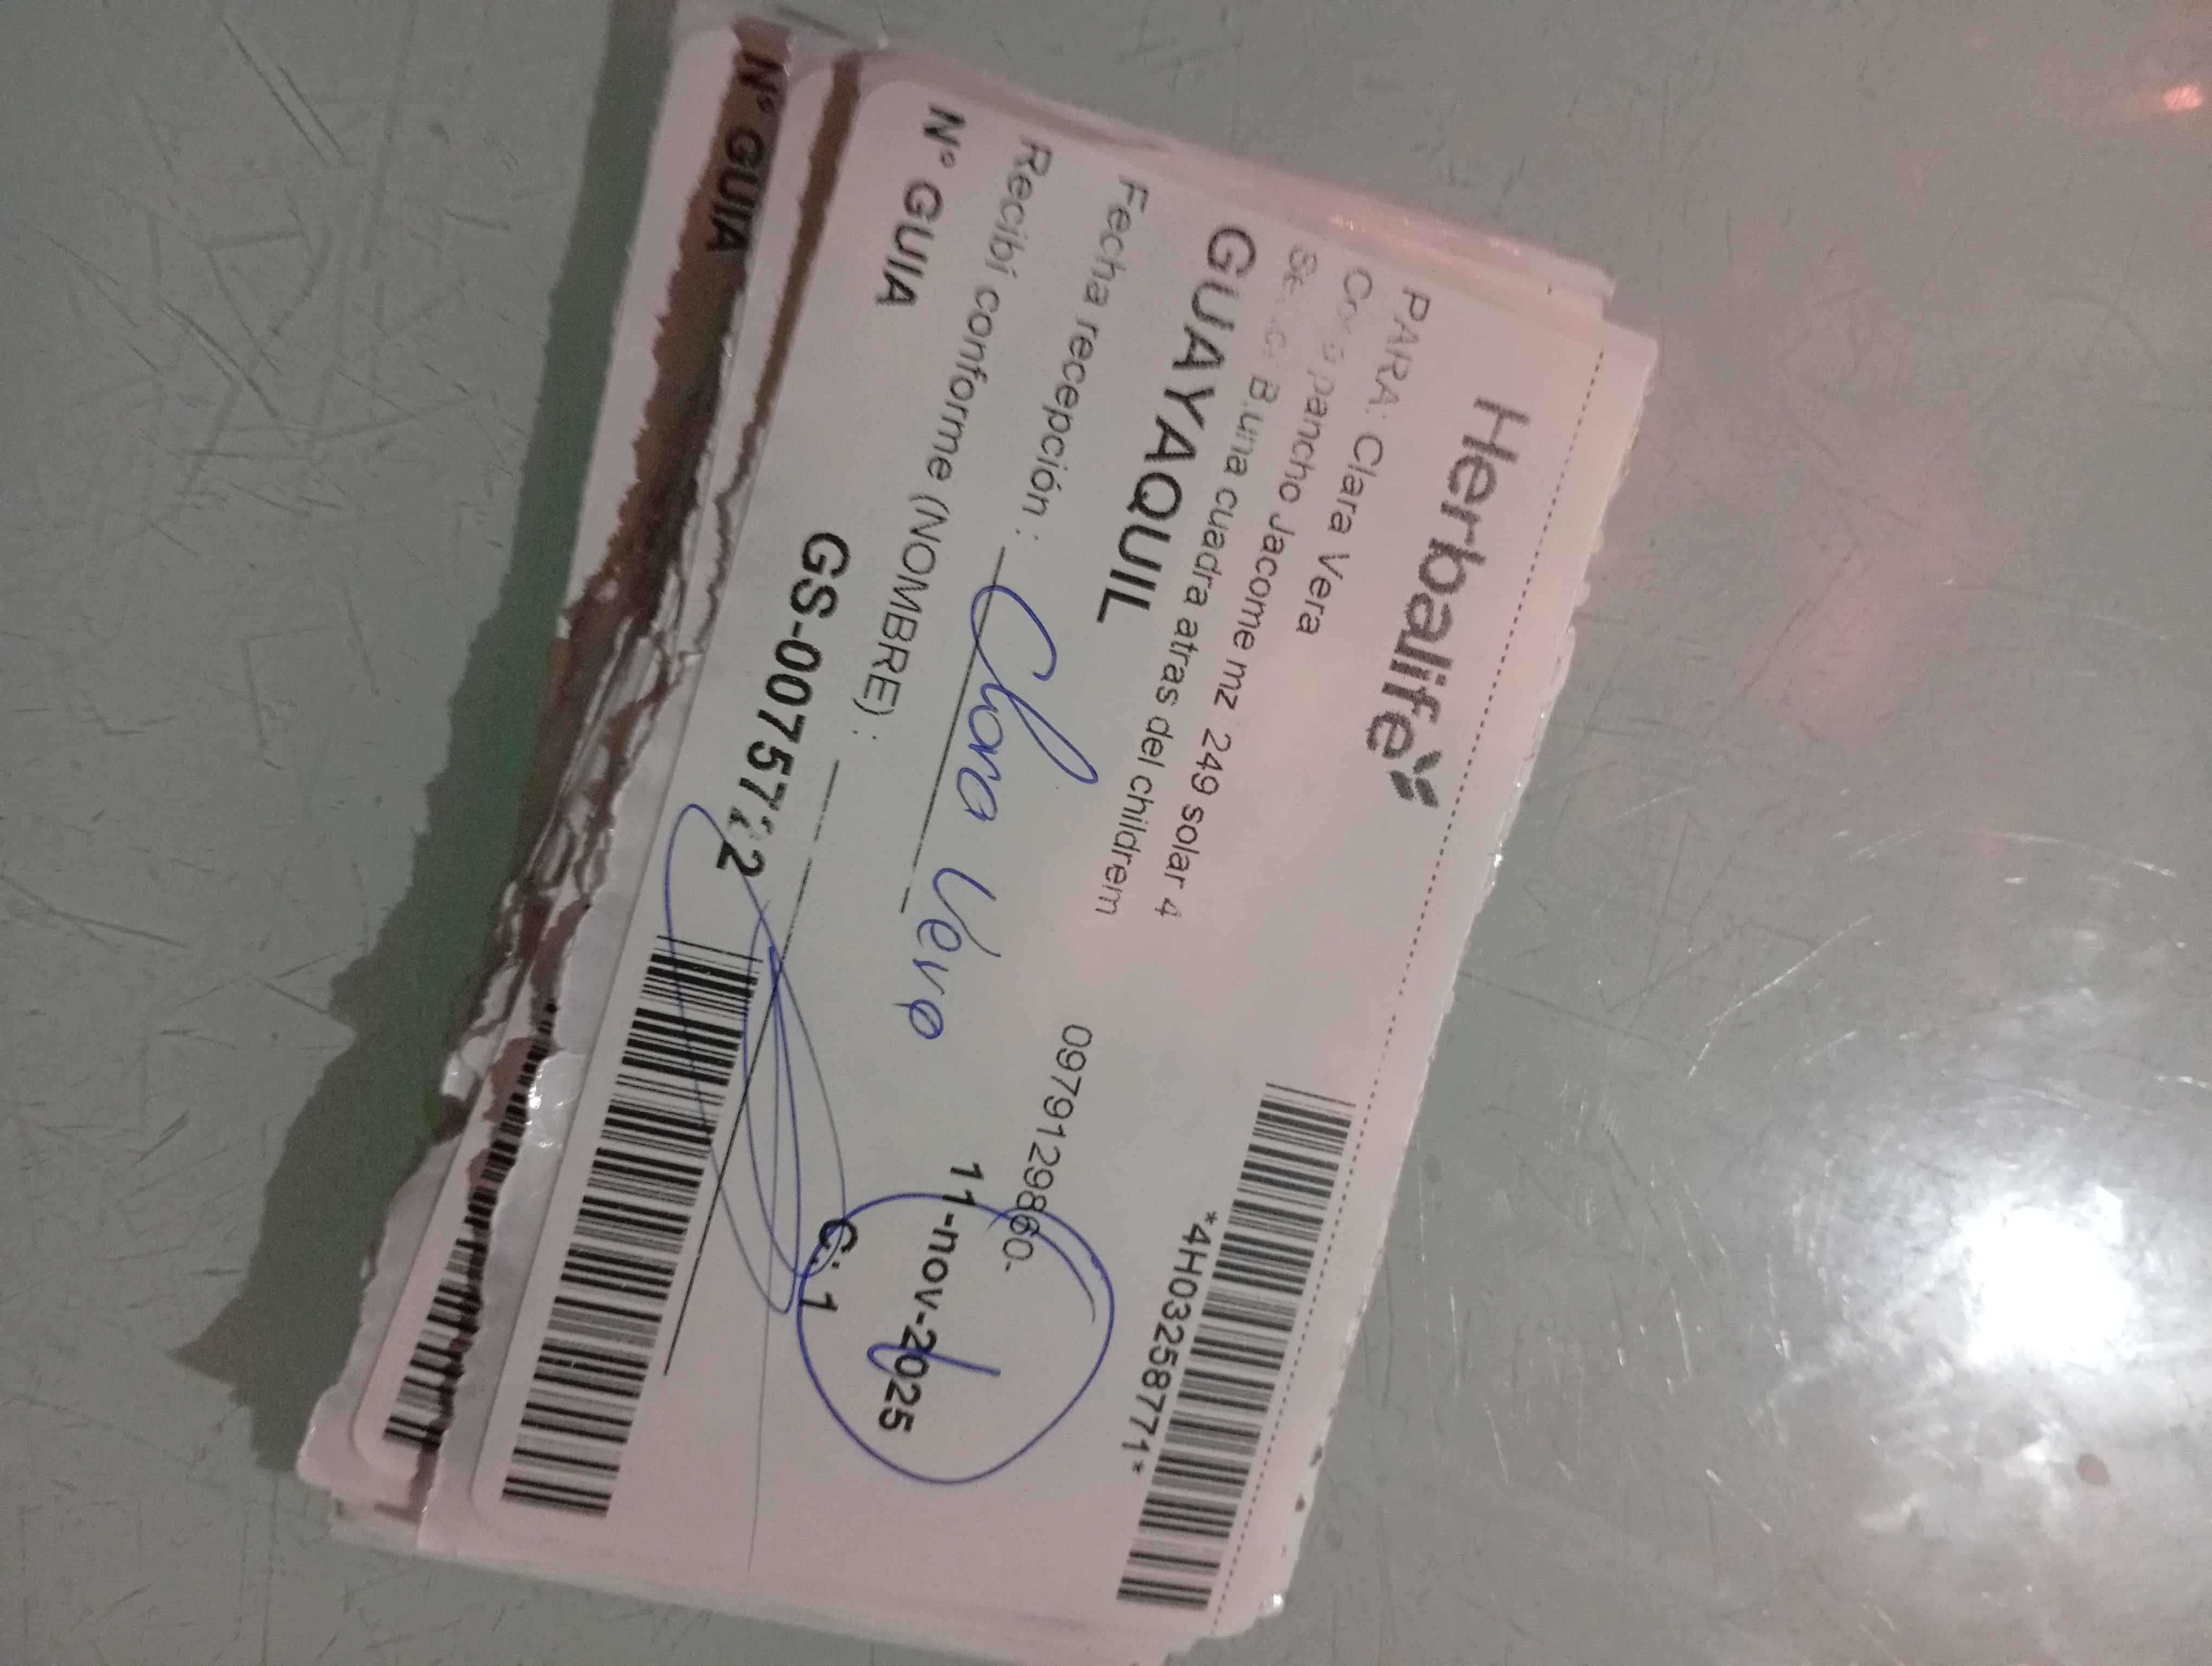 Herbalife
*4H03258771*
PARA: Clara Vera
pancho Jacome mz 249 solar 4
B.una cuadra atras del childrem
GUAYAQUIL
0979129860-
Fecha recepción : Clara Vera 11-nov-2025
Recibí conforme (NOMBRE) : C: 1
Nº GUIA
Nº GUIA